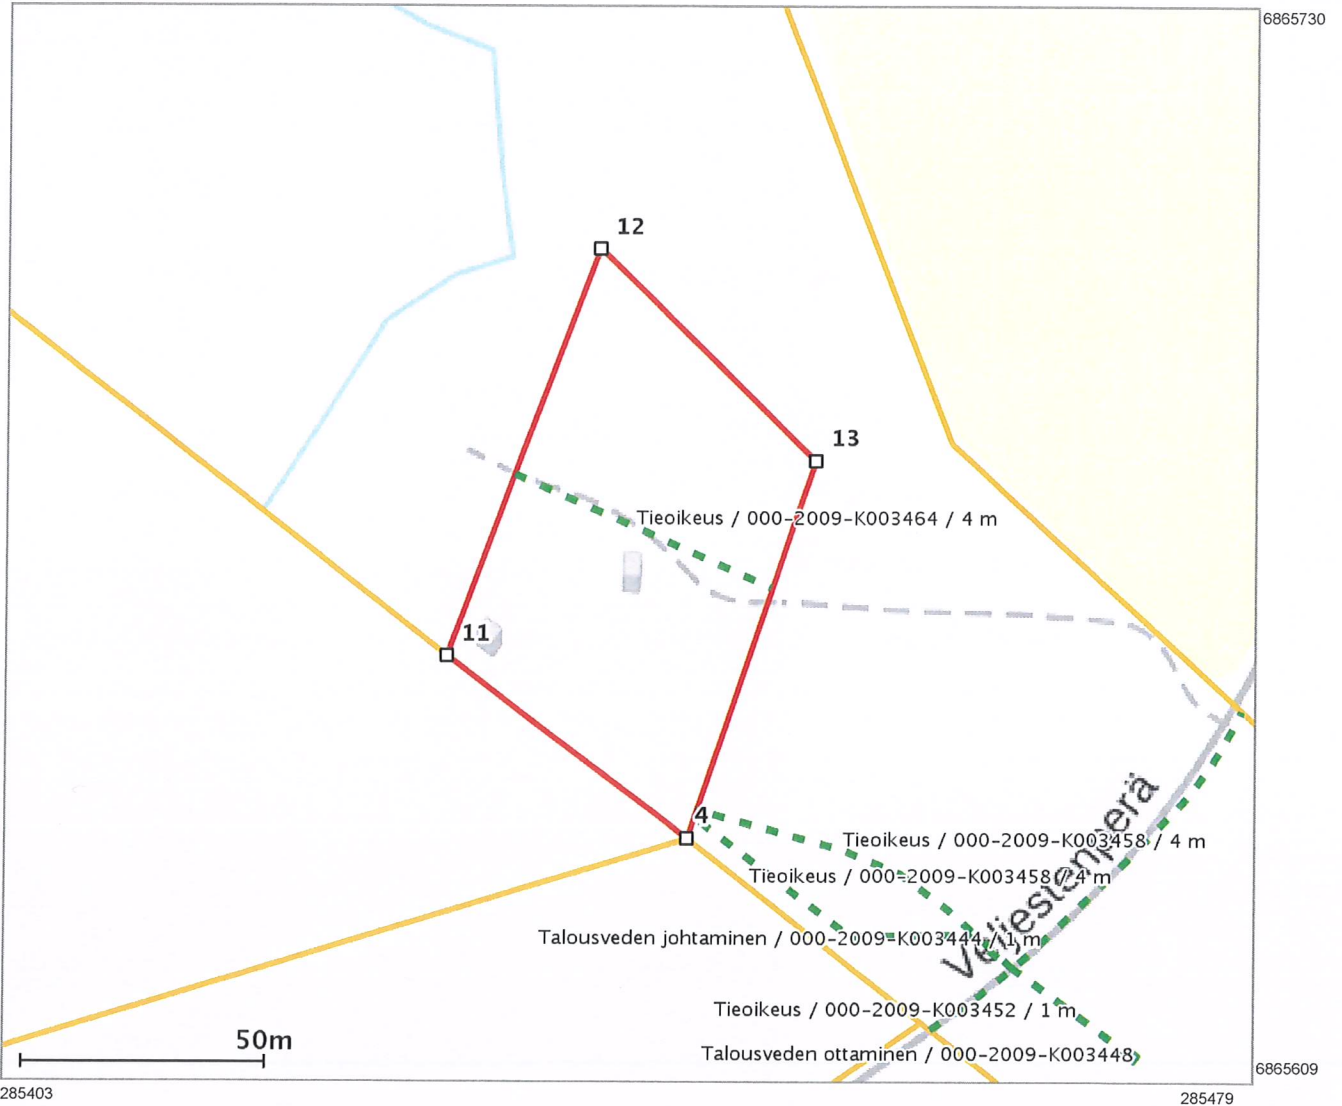 6865730
12
13
Tieoikeus / 000-2009-K003464 / 4 m
11
4
Veljestenperä
Tieoikeus / 000-2009-K003458 / 4 m
Tieoikeus / 000-2009-K003458 / 4 m
Talousveden johtaminen / 000-2009-K003444 / 1 m
Tieoikeus / 000-2009-K003452 / 1 m
50m
Talousveden ottaminen / 000-2009-K003448
6865609
285403
285479